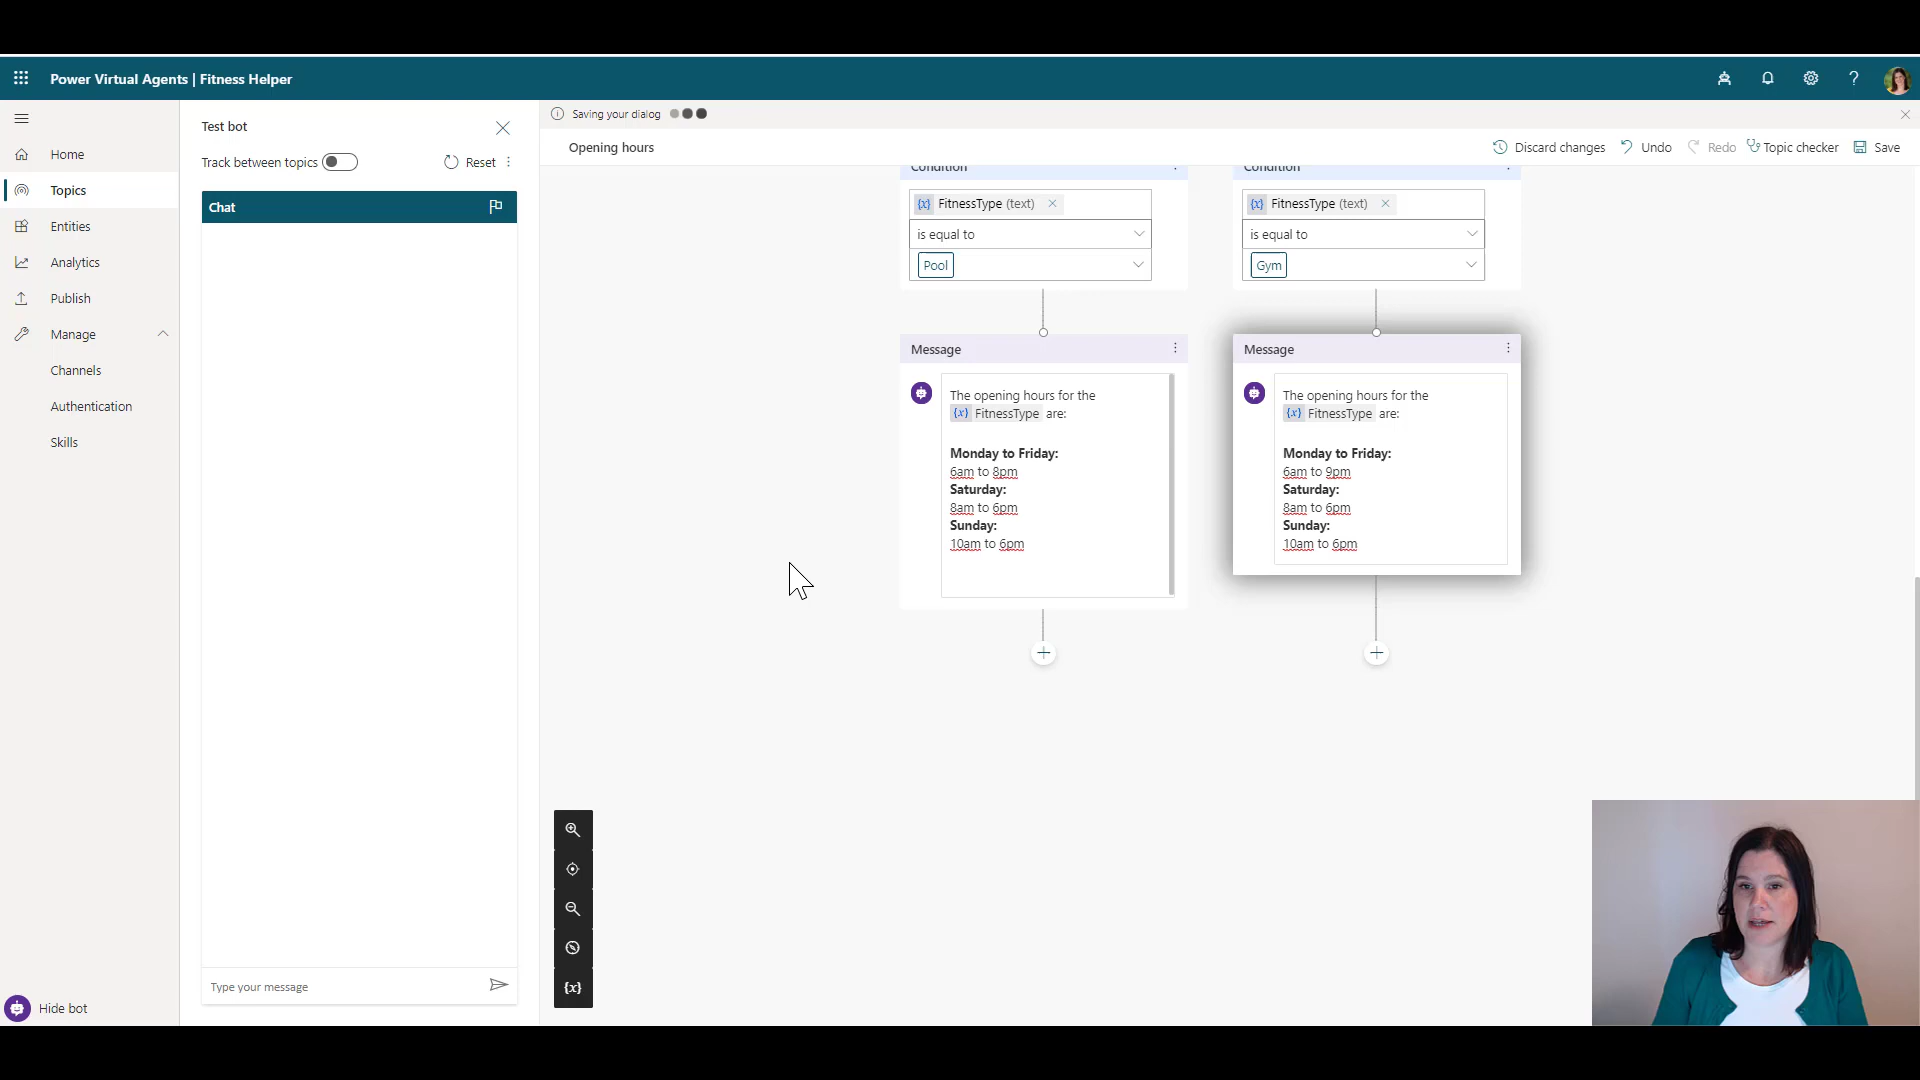 Power Virtual Agents | Fitness Helper
Home
Topics
Entities
Analytics
Publish
Manage
Channels
Authentication
Skills
Hide bot
Test bot
Track between topics
Reset
Chat
Type your message
Saving your dialog
Opening hours
Discard changes
Undo
Redo
Topic checker
Save
Condition
{x} FitnessType (text)
is equal to
Pool
Message
The opening hours for the
{x} FitnessType are:
Monday to Friday:
6am to 8pm
Saturday:
8am to 6pm
Sunday:
10am to 6pm
Condition
{x} FitnessType (text)
is equal to
Gym
Message
The opening hours for the
{x} FitnessType are:
Monday to Friday:
6am to 9pm
Saturday:
8am to 6pm
Sunday:
10am to 6pm
{x}